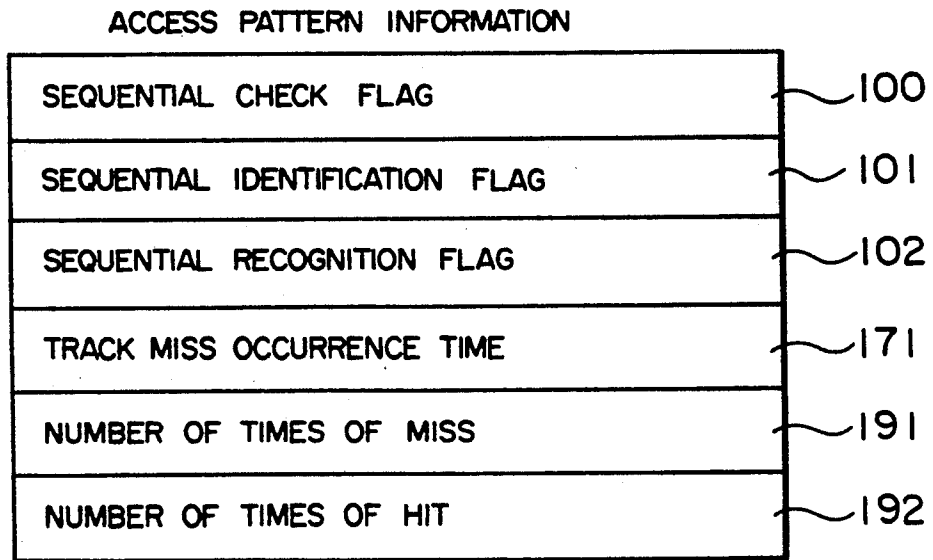 ACCESS PATTERN INFORMATION
SEQUENTIAL CHECK FLAG 100
SEQUENTIAL IDENTIFICATION FLAG 101
SEQUENTIAL RECOGNITION FLAG 102
TRACK MISS OCCURRENCE TIME 171
NUMBER OF TIMES OF MISS 191
NUMBER OF TIMES OF HIT 192